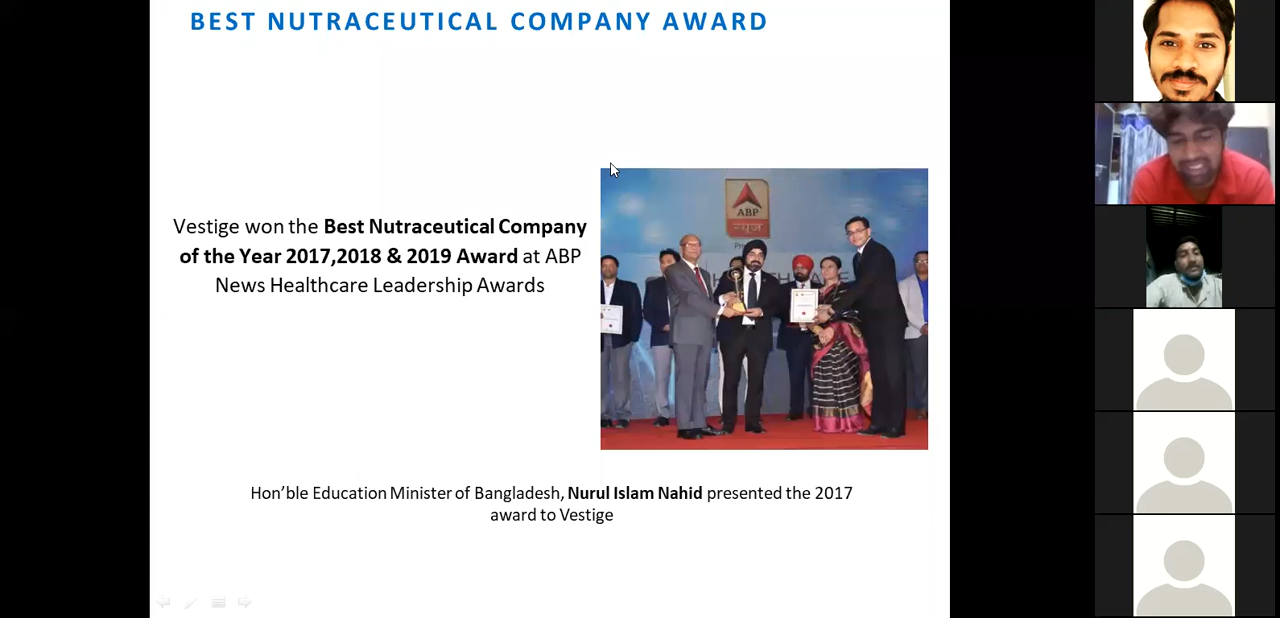 BEST NUTRACEUTICAL COMPANY AWARD
Vestige won the Best Nutraceutical Company
of the Year 2017,2018 & 2019 Award at ABP
News Healthcare Leadership Awards
ABP
न्यूज़
Hon’ble Education Minister of Bangladesh, Nurul Islam Nahid presented the 2017
award to Vestige